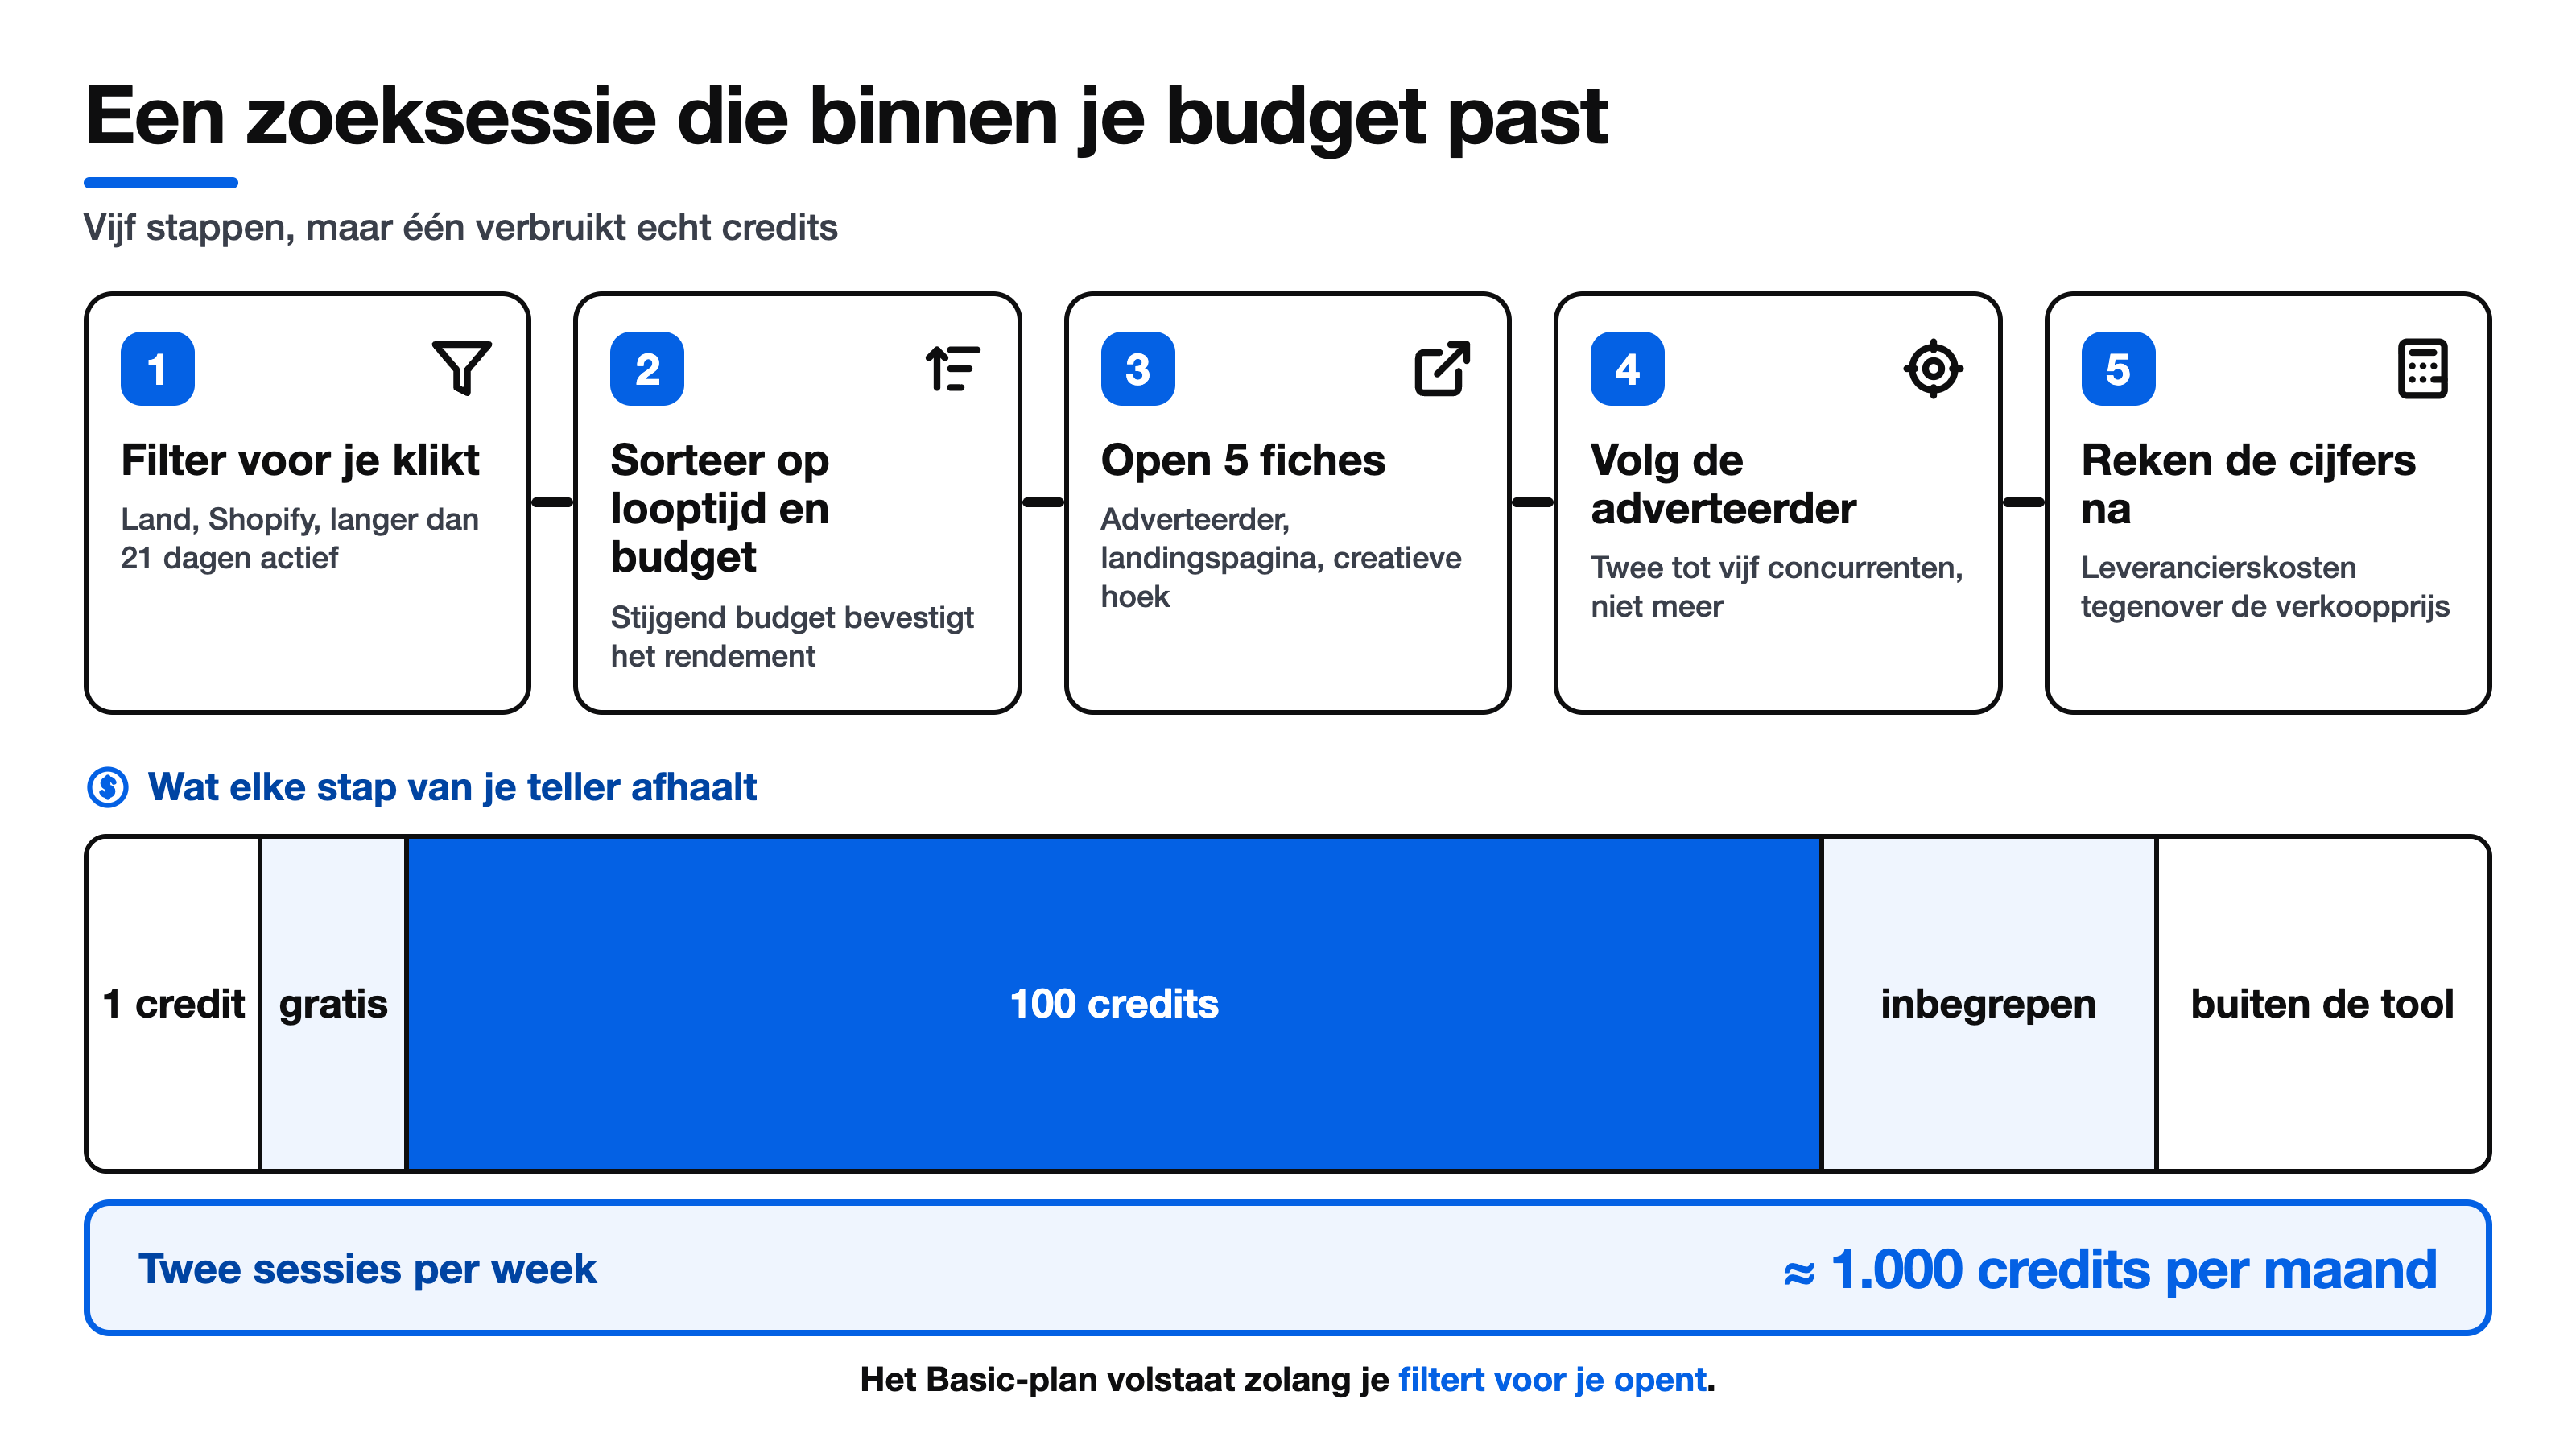 Een zoeksessie die binnen je budget past
Vijf stappen, maar één verbruikt echt credits
1
Filter voor je klikt
Land, Shopify, langer dan
21 dagen actief
2
Sorteer op
looptijd en
budget
Stijgend budget bevestigt
het rendement
3
Open 5 fiches
Adverteerder,
landingspagina, creatieve
hoek
4
Volg de
adverteerder
Twee tot vijf concurrenten,
niet meer
5
Reken de cijfers
na
Leverancierskosten
tegenover de verkoopprijs
$ Wat elke stap van je teller afhaalt
1 credit
gratis
100 credits
inbegrepen
buiten de tool
Twee sessies per week
≈ 1.000 credits per maand
Het Basic-plan volstaat zolang je filtert voor je opent.